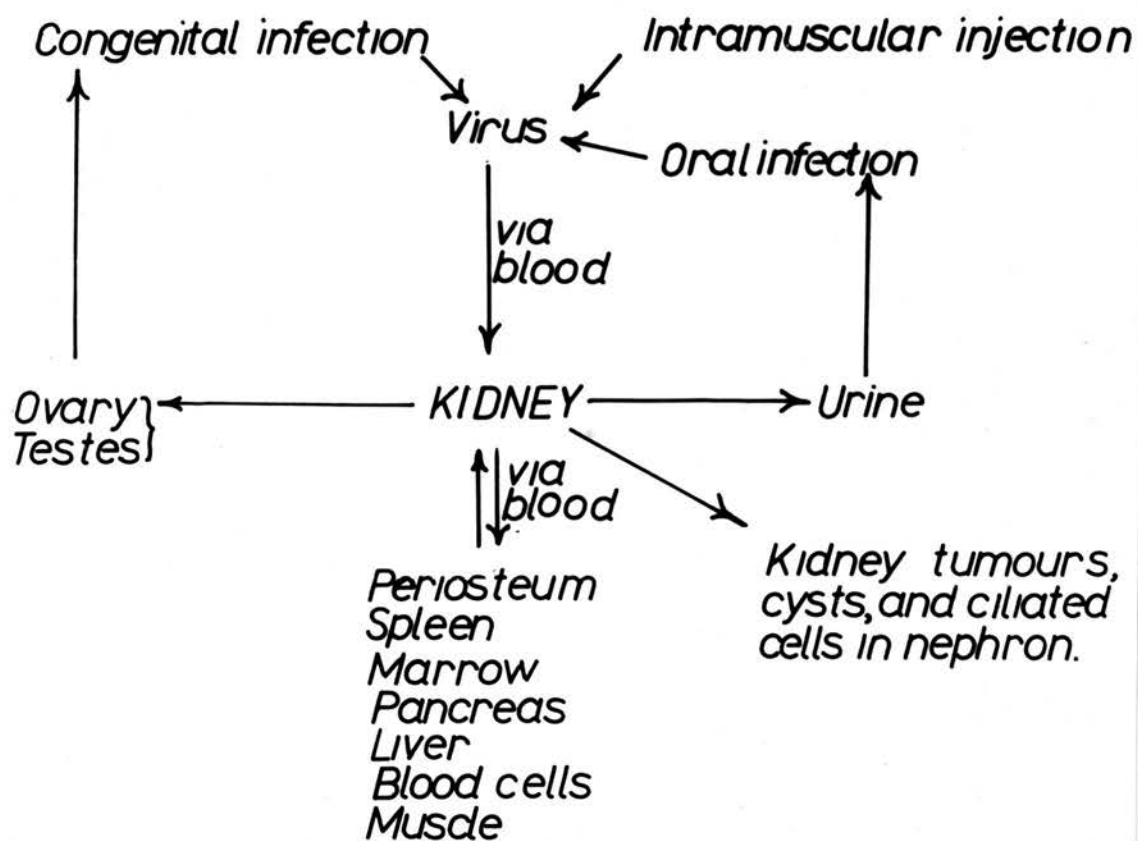 Congenital infection
Intramuscular injection
Virus
Oral infection
via
blood
Ovary
Testes
KIDNEY
Urine
via
blood
Periosteum
Spleen
Marrow
Pancreas
Liver
Blood cells
Muscle
Kidney tumours,
cysts, and ciliated
cells in nephron.